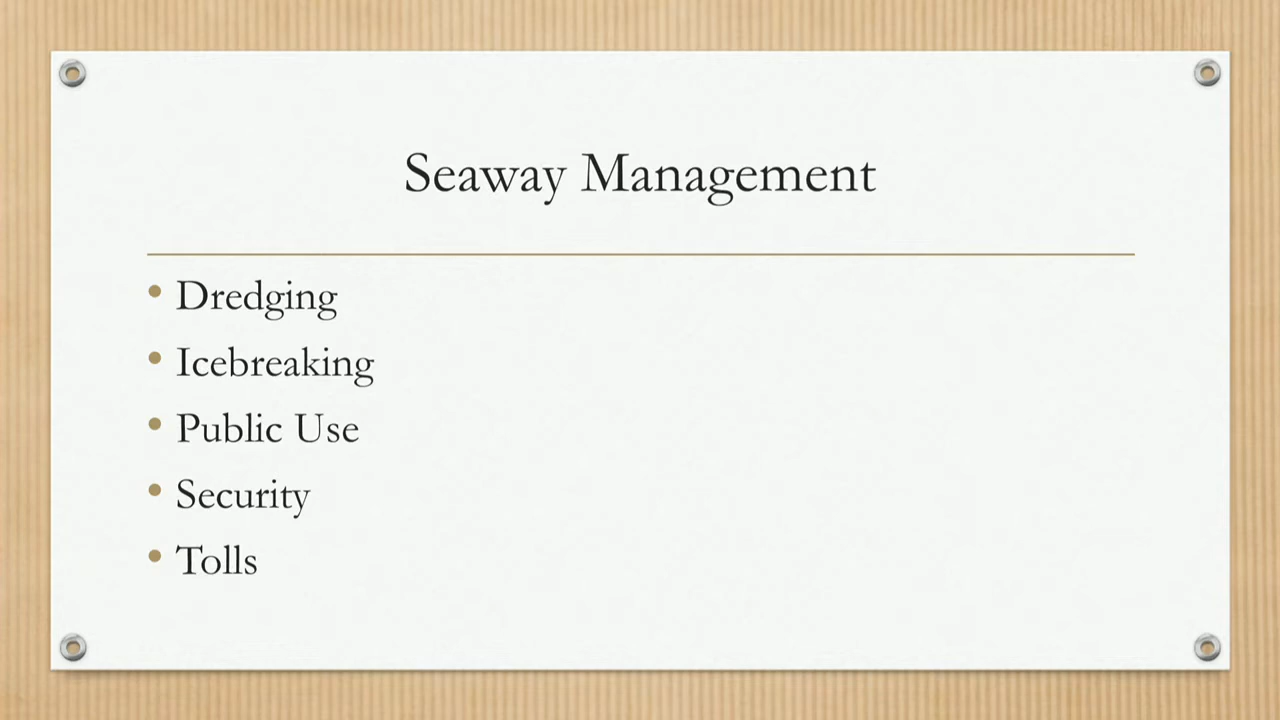 Seaway Management
• Dredging
• Icebreaking
• Public Use
• Security
• Tolls